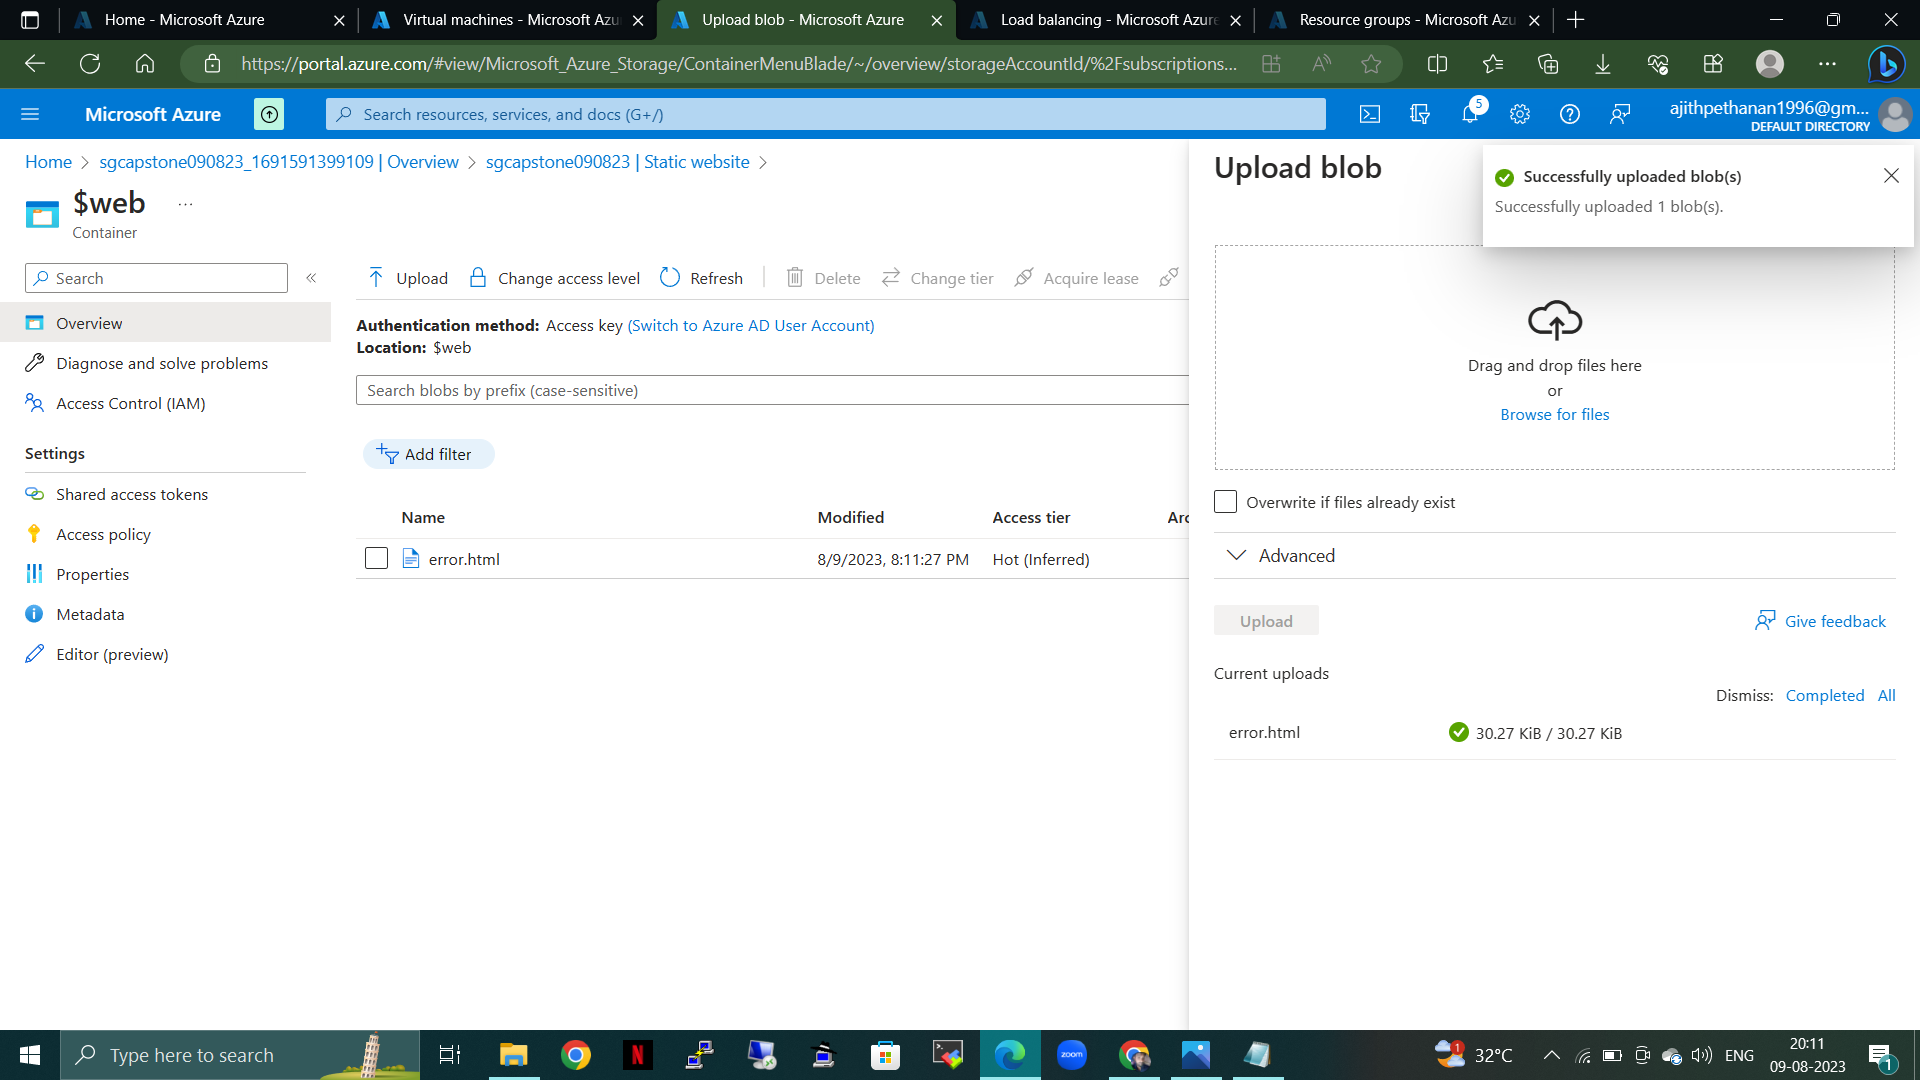 Home - Microsoft Azure
Virtual machines - Microsoft Azu
Upload blob - Microsoft Azure
Load balancing - Microsoft Azure
Resource groups - Microsoft Azu
https://portal.azure.com/#view/Microsoft_Azure_Storage/ContainerMenuBlade/~/overview/storageAccountId/%2Fsubscriptions...
Microsoft Azure
Search resources, services, and docs (G+/)
5
ajithpethanan1996@gm...
DEFAULT DIRECTORY
Home > sgcapstone090823_1691591399109 | Overview > sgcapstone090823 | Static website >
$web
...
Container
Search
«
Overview
Diagnose and solve problems
Access Control (IAM)
Settings
Shared access tokens
Access policy
Properties
Metadata
Editor (preview)
Upload
Change access level
Refresh
Delete
Change tier
Acquire lease
Authentication method: Access key (Switch to Azure AD User Account)
Location: $web
Search blobs by prefix (case-sensitive)
Add filter
Name Modified Access tier Arc
error.html 8/9/2023, 8:11:27 PM Hot (Inferred)
Upload blob
Successfully uploaded blob(s)
Successfully uploaded 1 blob(s).
Drag and drop files here
or
Browse for files
Overwrite if files already exist
Advanced
Upload
Give feedback
Current uploads
Dismiss: Completed All
error.html 30.27 KiB / 30.27 KiB
Type here to search
N
zoom
1
32°C
ENG
20:11
09-08-2023
1